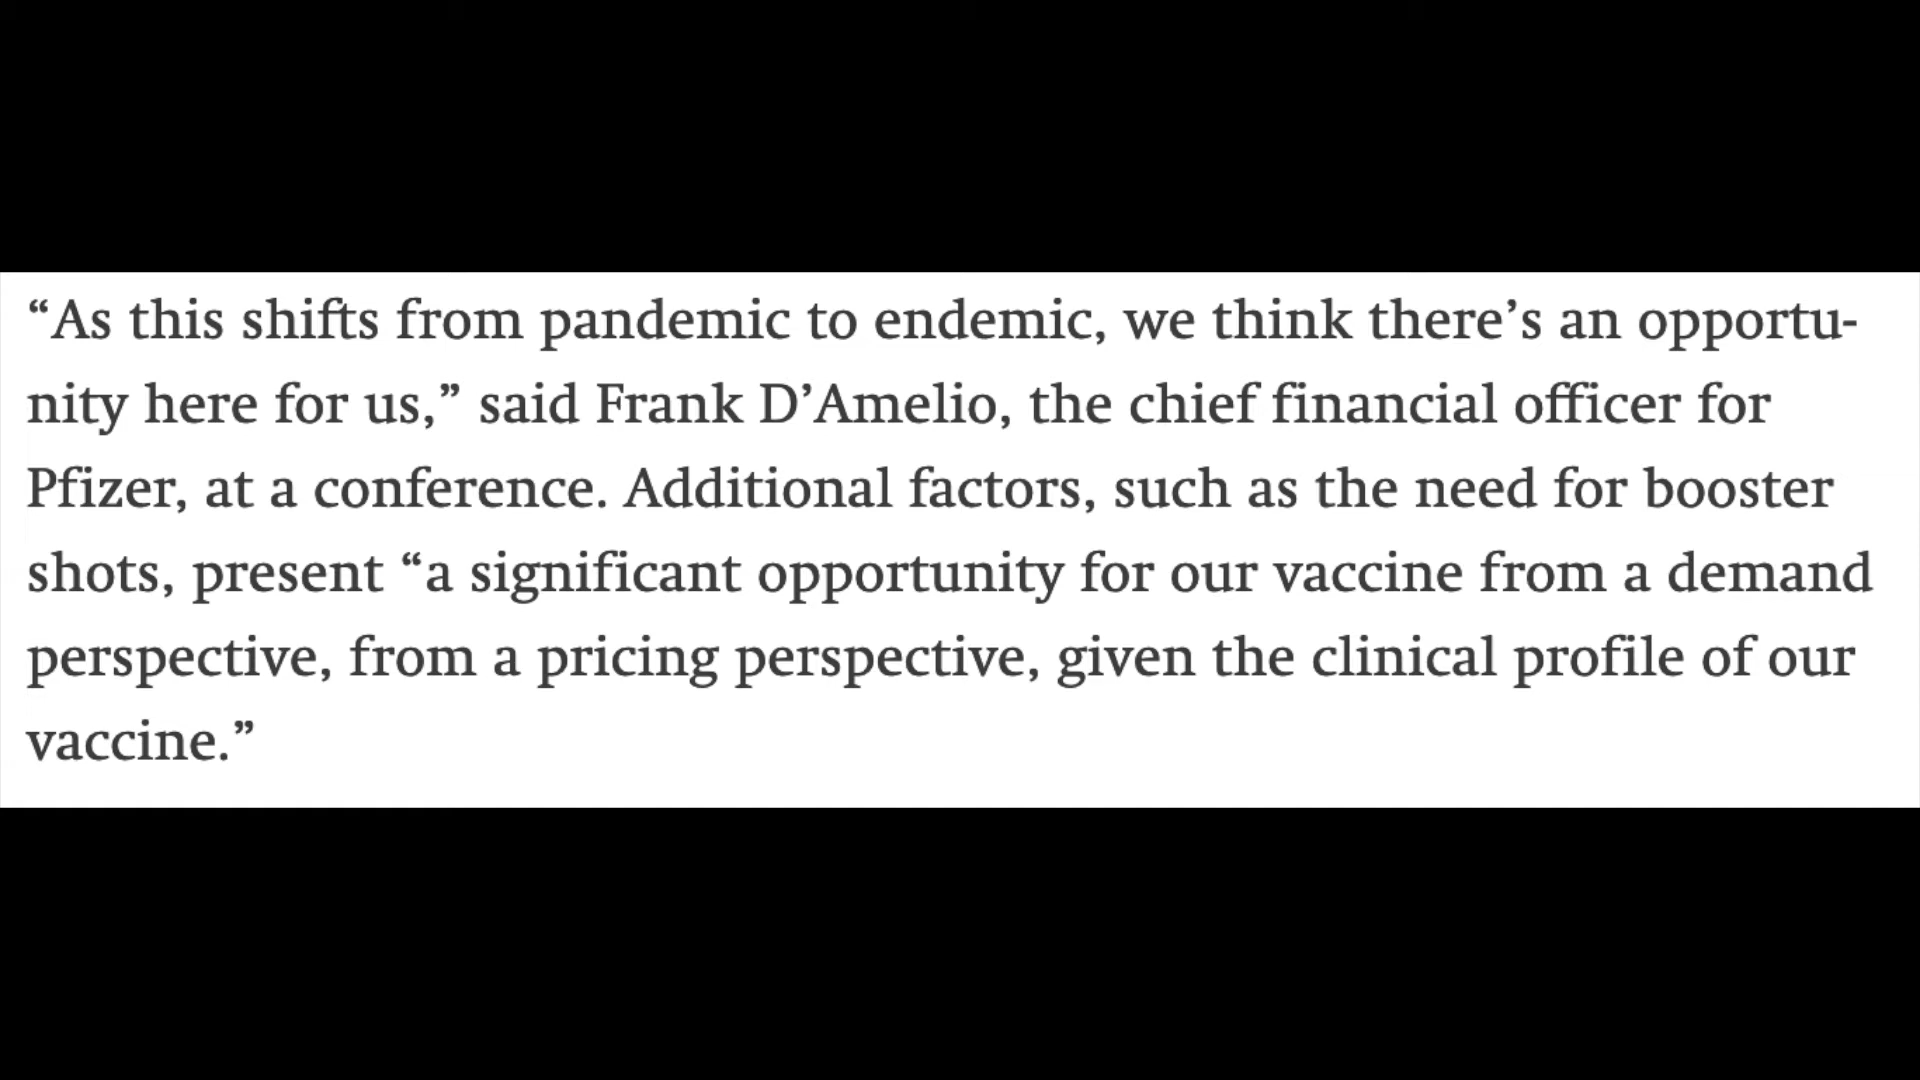 “As this shifts from pandemic to endemic, we think there’s an opportu-
nity here for us,” said Frank D’Amelio, the chief financial officer for
Pfizer, at a conference. Additional factors, such as the need for booster
shots, present “a significant opportunity for our vaccine from a demand
perspective, from a pricing perspective, given the clinical profile of our
vaccine.”